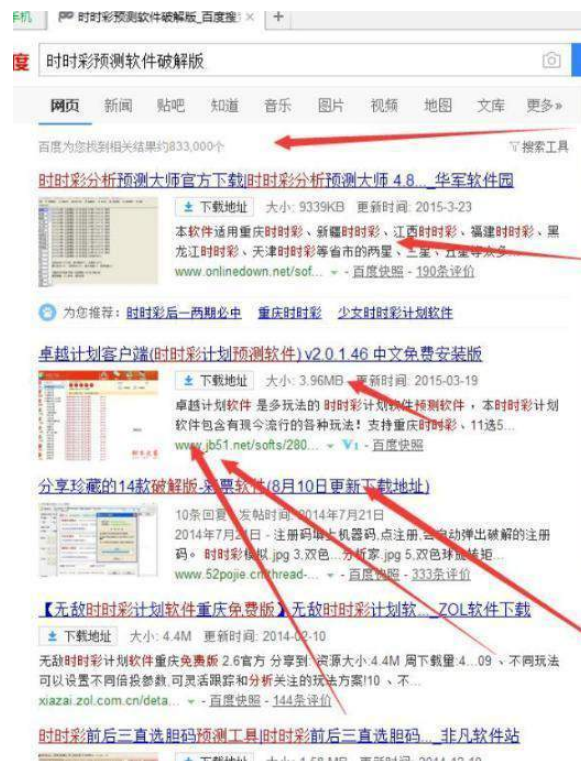 手机
时时彩预测软件破解版_百度搜
度
时时彩预测软件破解版
网页 新闻 贴吧 知道 音乐 图片 视频 地图 文库 更多»
百度为您找到相关结果约833,000个
搜索工具
时时彩分析预测大师官方下载|时时彩分析预测大师 4.8..._华军软件园
下载地址 大小: 9339KB 更新时间: 2015-3-23
本软件适用重庆时时彩、新疆时时彩、江西时时彩、福建时时彩、黑
龙江时时彩、天津时时彩等省市的两星、三星、五星等众多...
www.onlinedown.net/sof... - 百度快照 - 190条评价
为您推荐: 时时彩后一两期必中 重庆时时彩 少女时时彩计划软件
卓越计划客户端(时时彩计划预测软件) v2.0.1.46 中文免费安装版
下载地址 大小: 3.96MB 更新时间: 2015-03-19
卓越计划软件 是多玩法的 时时彩计划软件预测软件 , 本时时彩计划
软件包含有现今流行的各种玩法! 支持重庆时时彩、11选5...
www.jb51.net/softs/280... - V1 - 百度快照
分享珍藏的14款破解版-彩票软件(8月10日更新下载地址)
10条回复 发帖时间: 2014年7月21日
2014年7月21日 - 注册码填上机器码,点注册,会自动弹出破解的注册
码。 时时彩模拟.jpg 3.双色...分析家.jpg 5.双色球
www.52pojie.cn/thread-... - 百度快照 - 333条评价
【无敌时时彩计划软件重庆免费版】无敌时时彩计划软..._ZOL软件下载
下载地址 大小: 4.4M 更新时间: 2014-02-10
无敌时时彩计划软件重庆免费版 2.6官方 分享到: 资源大小:4.4M 周下载量:4...09 、不同玩法
可以设置不同倍投参数,可灵活跟踪和分析关注的玩法方案!10 、不...
xiazai.zol.com.cn/deta... - 百度快照 - 144条评价
时时彩前后三直选胆码预测工具|时时彩前后三直选胆码..._非凡软件站
下载地址 大小: 1.58 MB 更新时间: 2014-12-10